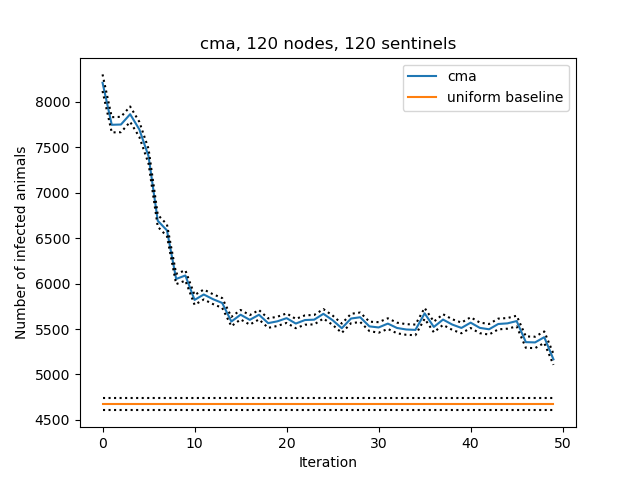 cma, 120 nodes, 120 sentinels
cma
uniform baseline
Number of infected animals
8000
7500
7000
6500
6000
5500
5000
4500
0 10 20 30 40 50
Iteration